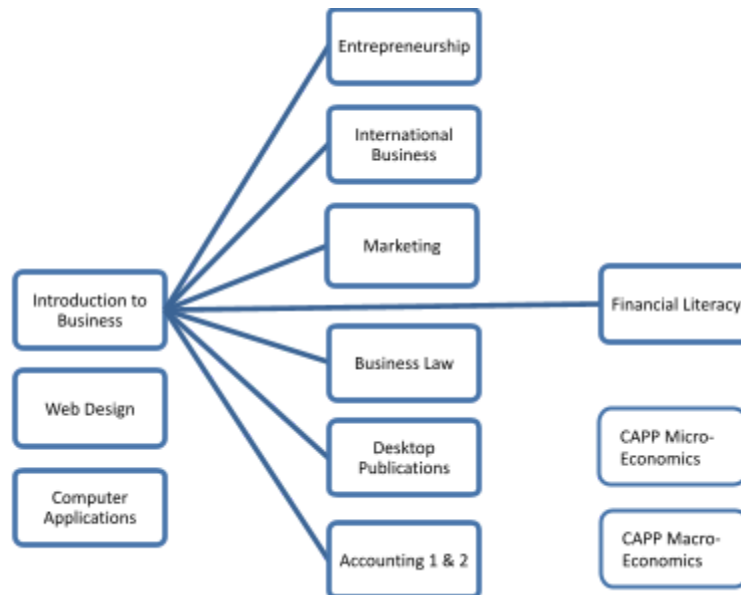 Entrepreneurship
International
Business
Marketing
Introduction to
Business
Financial Literacy
Business Law
Web Design
CAPP Micro-
Economics
Desktop
Publications
Computer
Applications
Accounting 1 & 2
CAPP Macro-
Economics